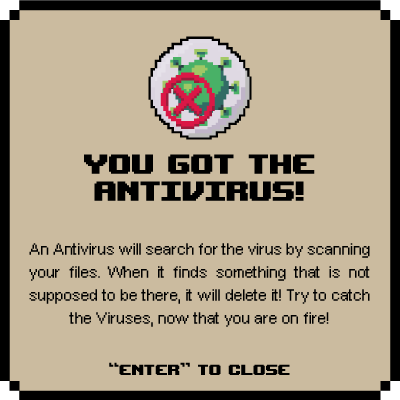 YOU GOT THE
ANTIVIRUS!
An Antivirus will search for the virus by scanning
your files. When it finds something that is not
supposed to be there, it will delete it! Try to catch
the Viruses, now that you are on fire!
“ENTER” TO CLOSE